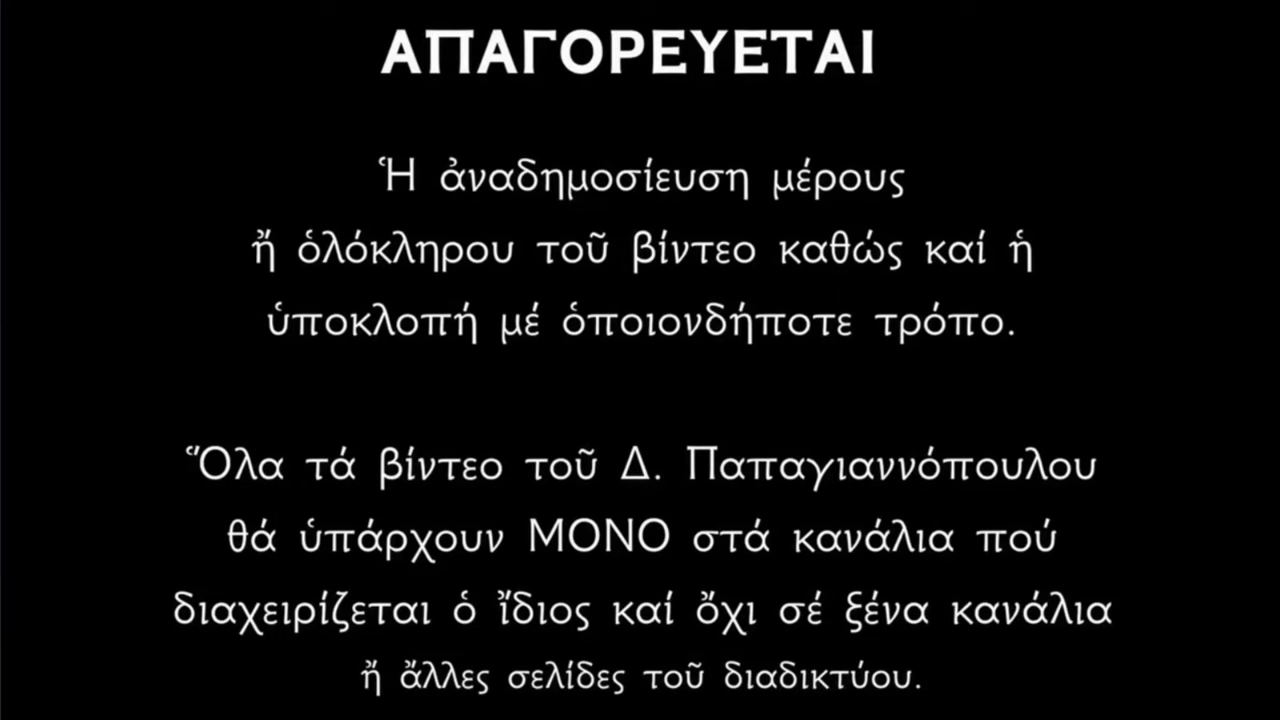 ΑΠΑΓΟΡΕΥΕΤΑΙ
Ἡ ἀναδημοσίευση μέρους
ἤ ὁλόκληρου τοῦ βίντεο καθώς καί ἡ
ὑποκλοπή μέ ὁποιονδήποτε τρόπο.
Ὅλα τά βίντεο τοῦ Δ. Παπαγιαννόπουλου
θά ὑπάρχουν ΜΟΝΟ στά κανάλια πού
διαχειρίζεται ὁ ἴδιος καί ὄχι σέ ξένα κανάλια
ἤ ἄλλες σελίδες τοῦ διαδικτύου.